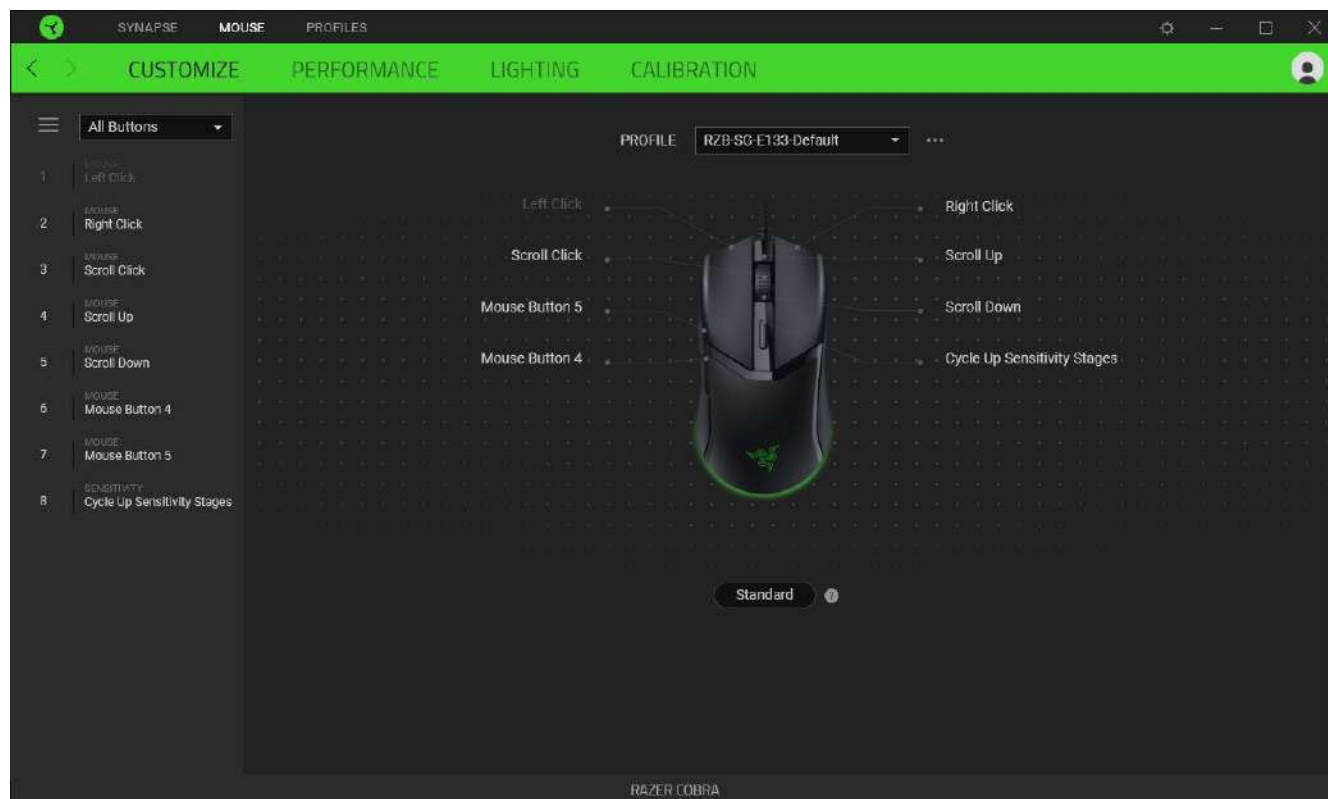 SYNAPSE MOUSE PROFILES
CUSTOMIZE PERFORMANCE LIGHTING CALIBRATION
All Buttons
PROFILE RZB-SG-E133-Default
MOUSE
1 Left Click
MOUSE
2 Right Click
MOUSE
3 Scroll Click
MOUSE
4 Scroll Up
MOUSE
5 Scroll Down
MOUSE
6 Mouse Button 4
MOUSE
7 Mouse Button 5
SENSITIVITY
8 Cycle Up Sensitivity Stages
Left Click Right Click
Scroll Click Scroll Up
Mouse Button 5 Scroll Down
Mouse Button 4 Cycle Up Sensitivity Stages
Standard ?
RAZER COBRA